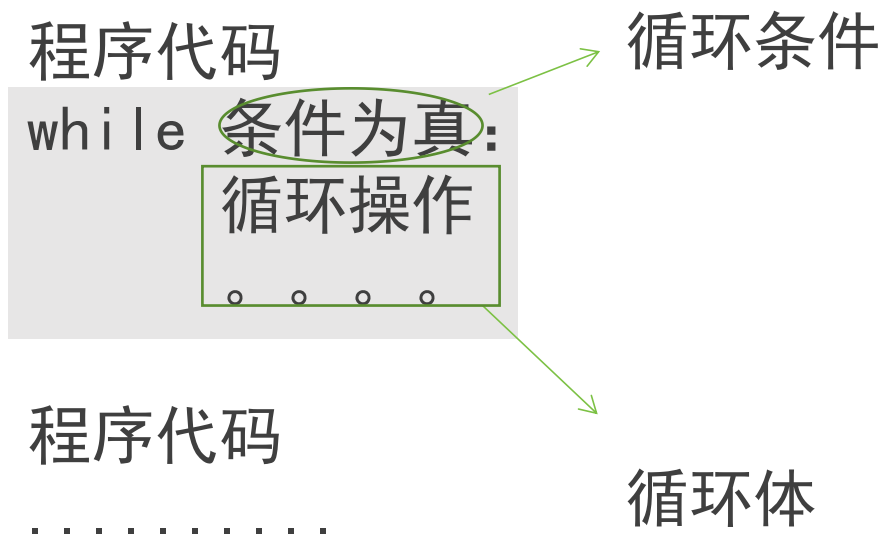 程序代码
循环条件
while 条件为真:
循环操作
。。。。
程序代码
循环体
..........